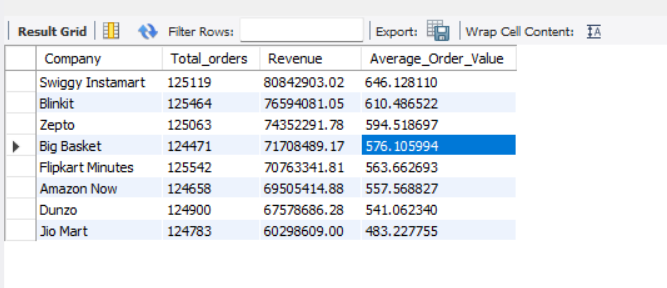 Result Grid Filter Rows: Export: Wrap Cell Content:
Company Total_orders Revenue Average_Order_Value
Swiggy Instamart 125119 80842903.02 646.128110
Blinkit 125464 76594081.05 610.486522
Zepto 125063 74352291.78 594.518697
Big Basket 124471 71708489.17 576.105994
Flipkart Minutes 125542 70763341.81 563.662693
Amazon Now 124658 69505414.88 557.568827
Dunzo 124900 67578686.28 541.062340
Jio Mart 124783 60298609.00 483.227755